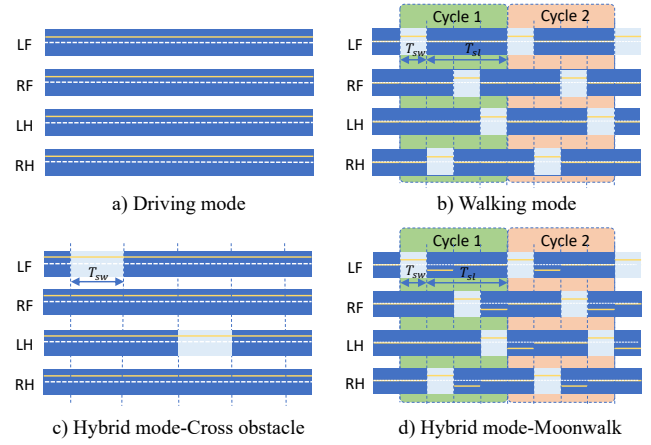 LF
RF
LH
RH
a) Driving mode
Cycle 1 Cycle 2
LF
T_sw T_sl
RF
LH
RH
b) Walking mode
LF
T_sw
RF
LH
RH
c) Hybrid mode-Cross obstacle
Cycle 1 Cycle 2
LF
T_sw T_sl
RF
LH
RH
d) Hybrid mode-Moonwalk